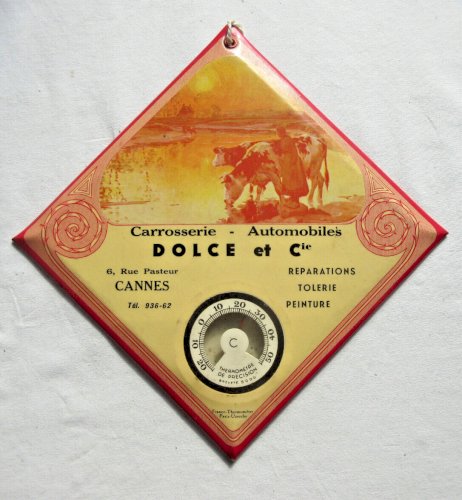 Carrosserie - Automobiles
DOLCE et Cie
6, Rue Pasteur
CANNES
Tél. 936-62
REPARATIONS
TOLERIE
PEINTURE
20 10 0 10 20 30 40 50
C
THERMOMETRE
DE PRECISION